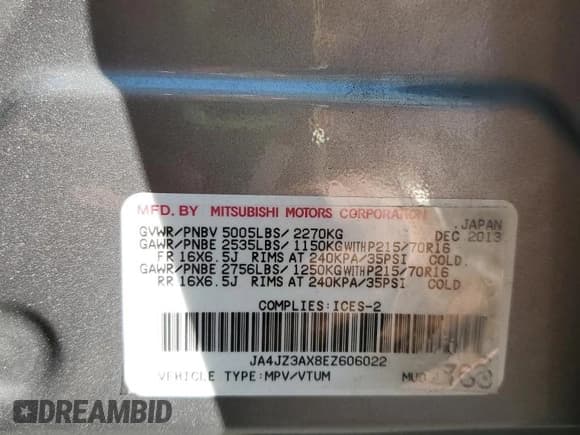 MFD. BY MITSUBISHI MOTORS CORPORATION
JAPAN
GVWR/PNBV 5005LBS/ 2270KG DEC 2013
GAWR/PNBE 2535LBS/ 1150KG WITH P215/70R16
FR 16X6.5J RIMS AT 240KPA/35PSI COLD.
GAWR/PNBE 2756LBS/ 1250KG WITH P215/70R16
RR 16X6.5J RIMS AT 240KPA/35PSI COLD
COMPLIES:ICES-2
JA4JZ3AX8EZ606022
VEHICLE TYPE:MPV/VTUM
DREAMBID